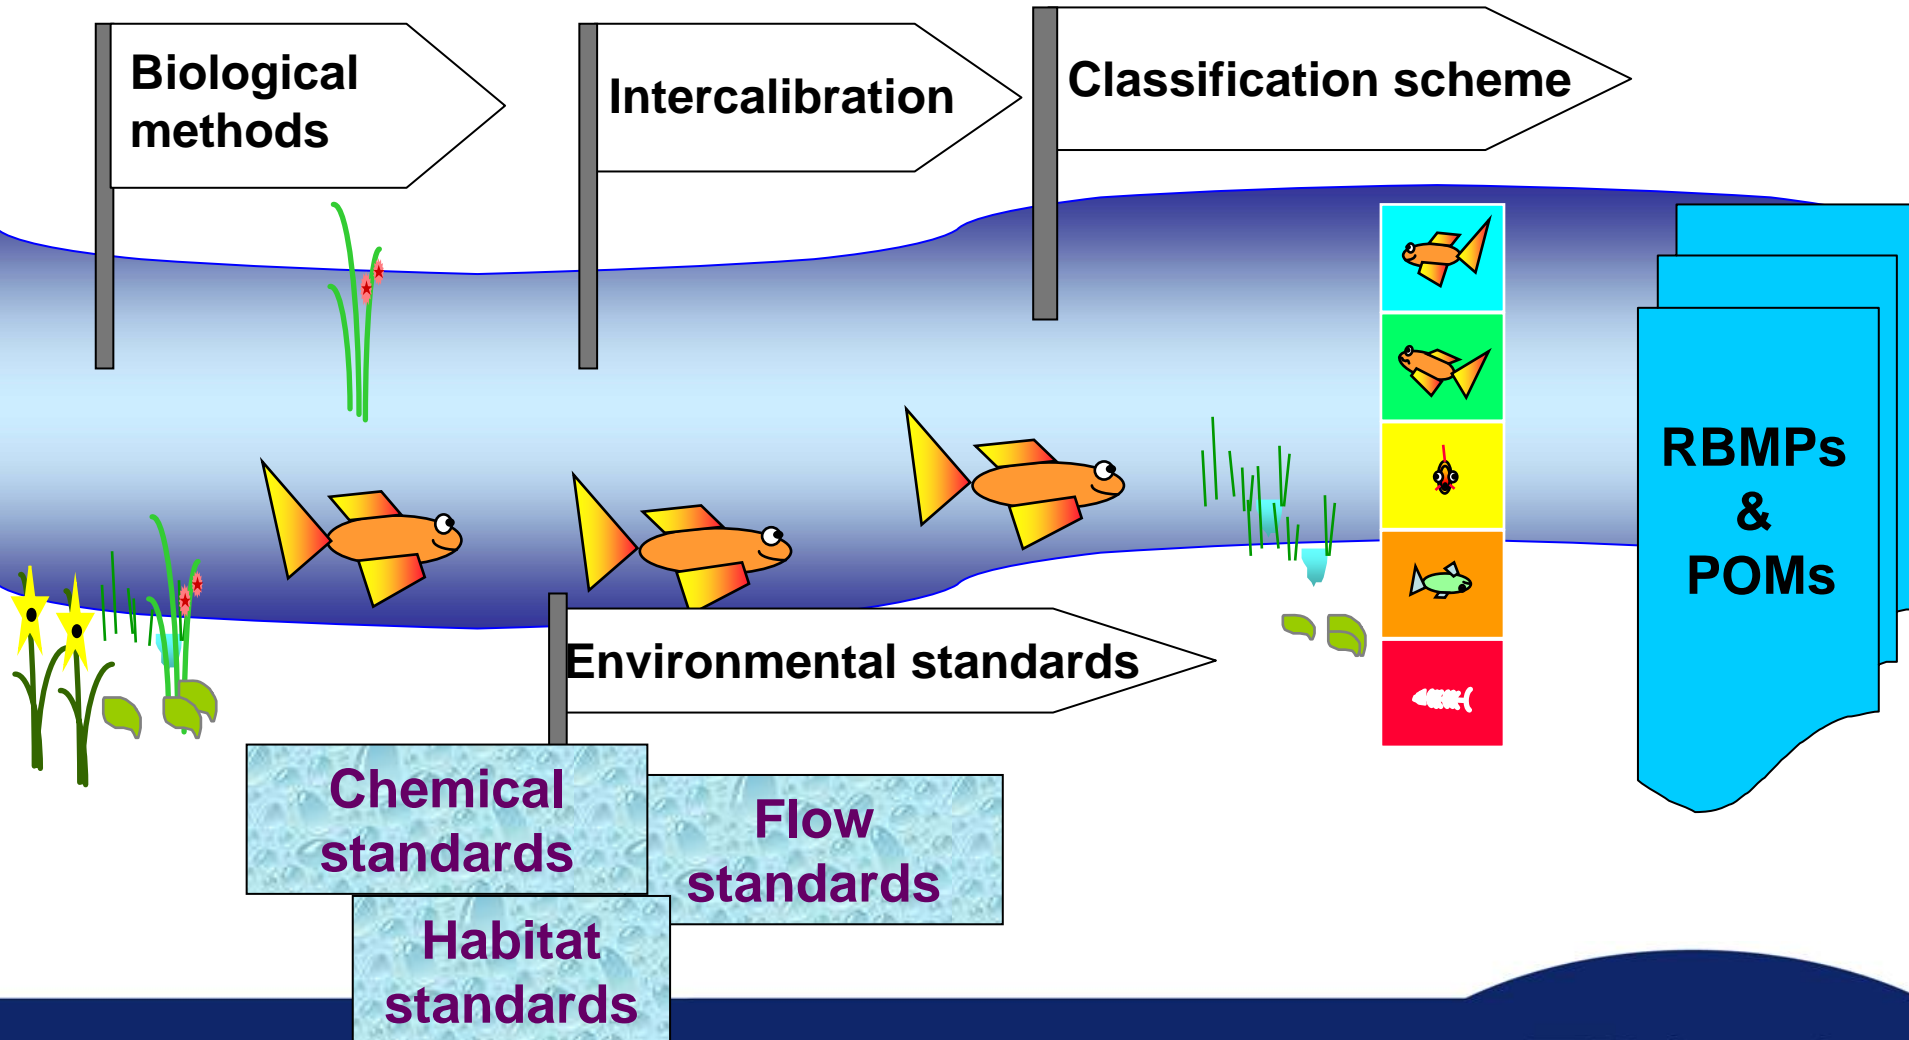 Biological
methods
Intercalibration
Classification scheme
RBMPs
&
POMs
Environmental standards
Chemical
standards
Flow
standards
Habitat
standards